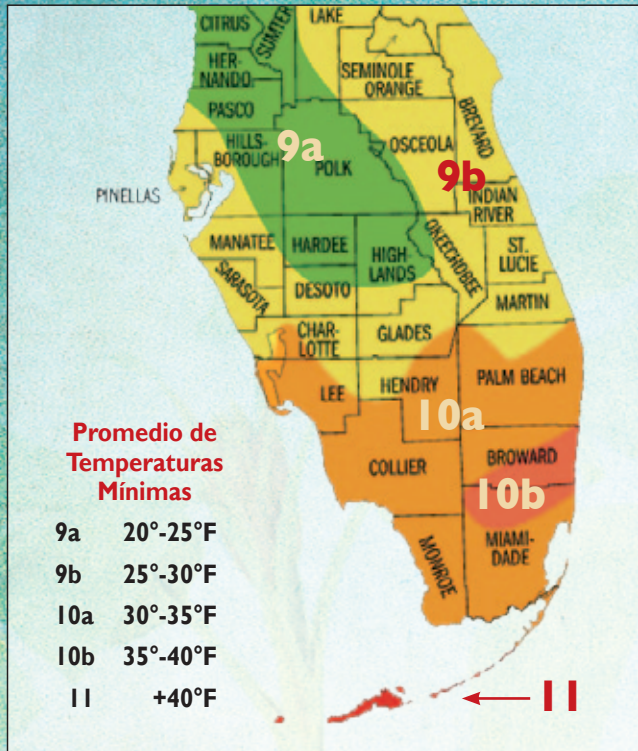 CITRUS
SUMTER
LAKE
HER-
NANDO
SEMINOLE
ORANGE
PASCO
BREVARD
HILLS-
BOROUGH
9a
POLK
OSCEOLA
9b
PINELLAS
INDIAN
RIVER
MANATEE
HARDEE
HIGH-
LANDS
OKEECHOBEE
ST.
LUCIE
SARASOTA
DESOTO
MARTIN
CHAR-
LOTTE
GLADES
LEE
HENDRY
PALM BEACH
10a
COLLIER
BROWARD
10b
MONROE
MIAMI-
DADE
Promedio de
Temperaturas
Mínimas
9a 20°-25°F
9b 25°-30°F
10a 30°-35°F
10b 35°-40°F
11 +40°F
11